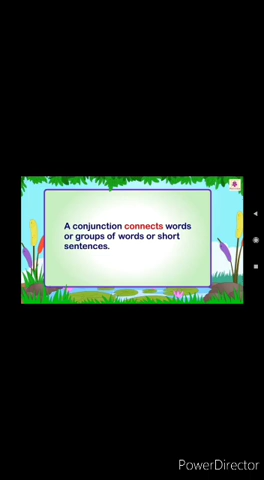 A conjunction connects words
or groups of words or short
sentences.
PowerDirector